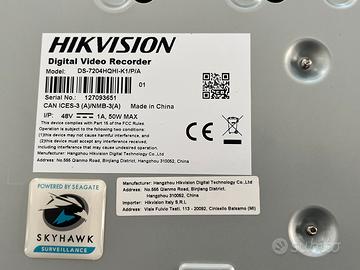 HIKVISION
Digital Video Recorder
Model: DS-7204HQHI-K1/P/A
01
Serial No.: 127093651
CAN ICES-3 (A)/NMB-3(A)
Made in China
I/P: 48V 1A, 50W MAX
This device complies with Part 15 of the FCC Rules
Operation is subject to the following two conditions:
(1) this device may not cause harmful interference, and
(2) this device must accept any interference received,
including interference that may cause undesired operation.
Manufacturer: Hangzhou Hikvision Digital Technology Co., Ltd.
Address:
No.555 Qianmo Road, Binjiang District, Hangzhou 310052, China
POWERED BY SEAGATE
SKYHAWK
SURVEILLANCE
Manufacturer: Hangzhou Hikvision Digital Technology Co., Ltd
Address: No.555 Qianmo Road, Binjiang District,
Hangzhou 310052, China
Importer: Hikvision Italy S.R.L
Address: Viale Fulvio Testi, 113 - 20092, Cinisello Balsamo (MI)
subito